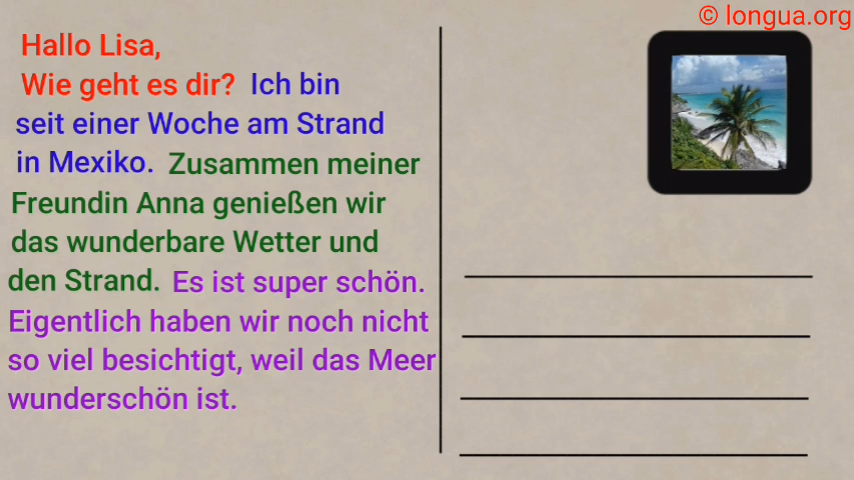 © longua.org
Hallo Lisa,
Wie geht es dir? Ich bin
seit einer Woche am Strand
in Mexiko. Zusammen meiner
Freundin Anna genießen wir
das wunderbare Wetter und
den Strand. Es ist super schön.
Eigentlich haben wir noch nicht
so viel besichtigt, weil das Meer
wunderschön ist.